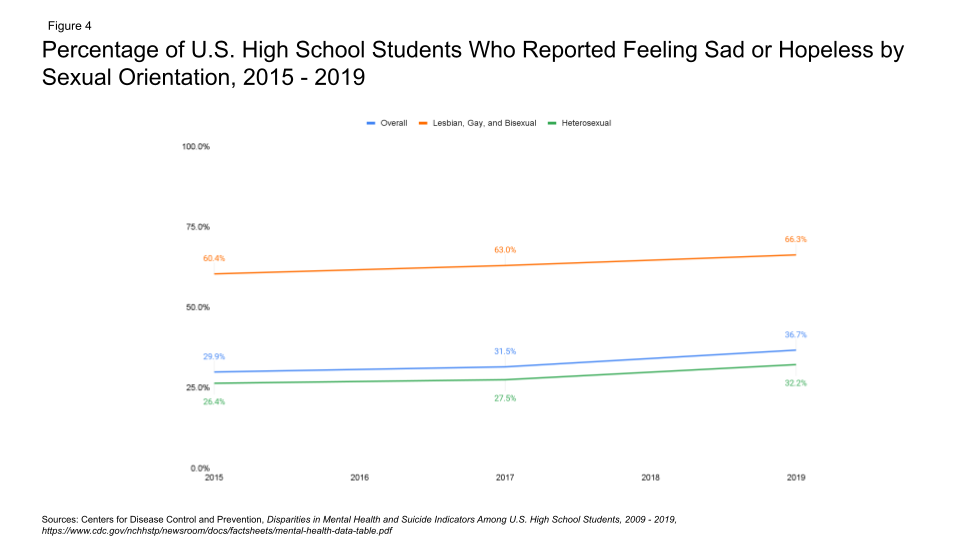 Figure 4
Percentage of U.S. High School Students Who Reported Feeling Sad or Hopeless by
Sexual Orientation, 2015 - 2019
Overall Lesbian, Gay, and Bisexual Heterosexual
100.0%
75.0%
66.3%
63.0%
60.4%
50.0%
36.7%
31.5%
29.9%
25.0%
32.2%
27.5%
26.4%
0.0%
2015 2016 2017 2018 2019
Sources: Centers for Disease Control and Prevention, Disparities in Mental Health and Suicide Indicators Among U.S. High School Students, 2009 - 2019,
https://www.cdc.gov/nchhstp/newsroom/docs/factsheets/mental-health-data-table.pdf